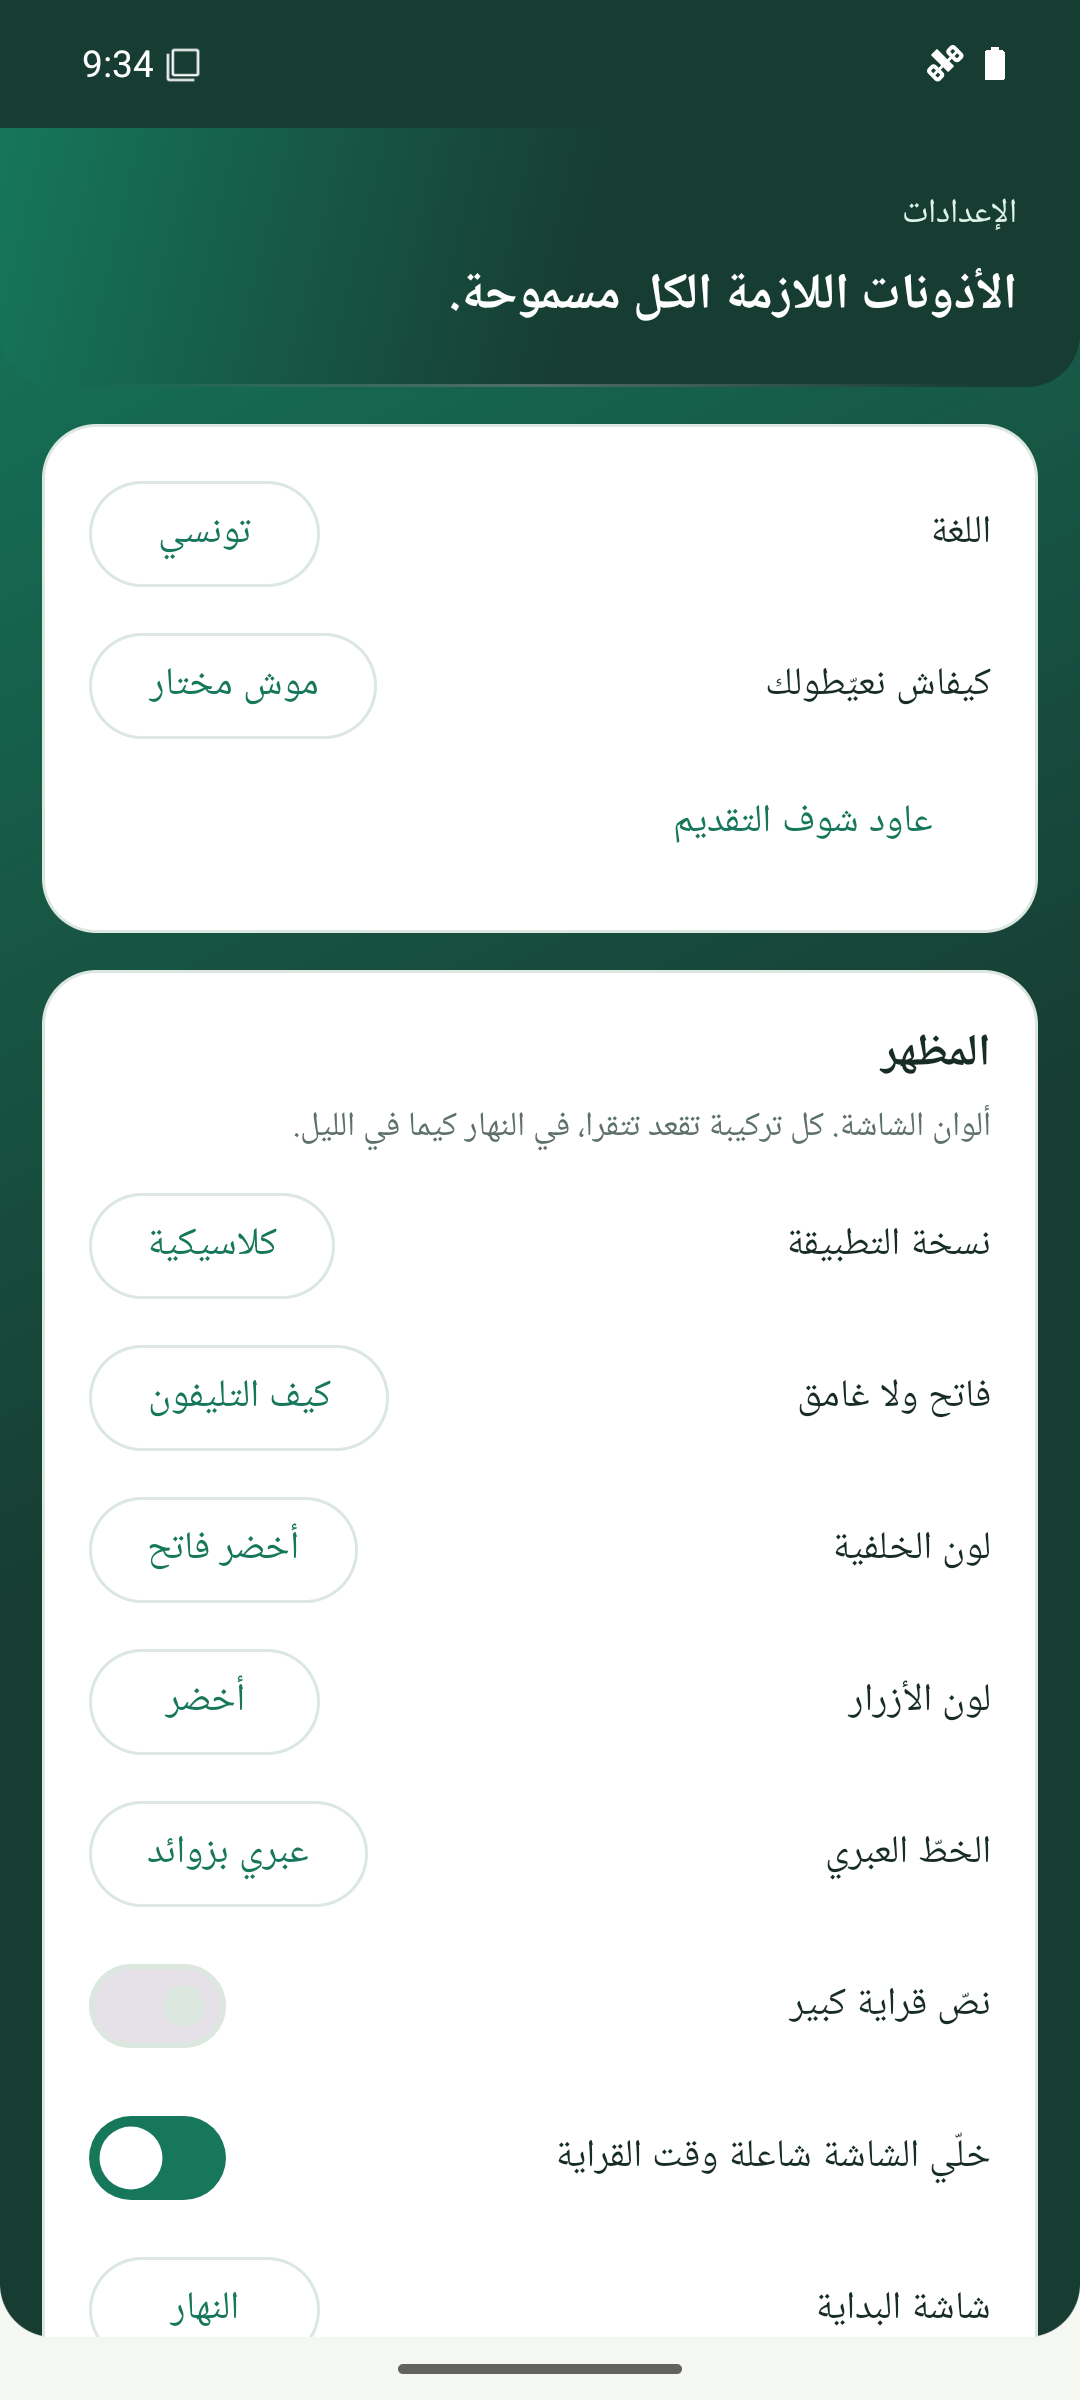 9:34
الإعدادات
الأذونات اللازمة الكل مسموحة.
اللغة
تونسي
كيفاش نعيّطولك
موش مختار
عاود شوف التقديم
المظهر
ألوان الشاشة. كل تركيبة تقعد تتقرا، في النهار كيما في الليل.
نسخة التطبيقة
كلاسيكية
فاتح ولا غامق
كيف التليفون
لون الخلفية
أخضر فاتح
لون الأزرار
أخضر
الخطّ العبري
عبري بزوائد
نصّ قراية كبير
خلّي الشاشة شاعلة وقت القراية
شاشة البداية
النهار